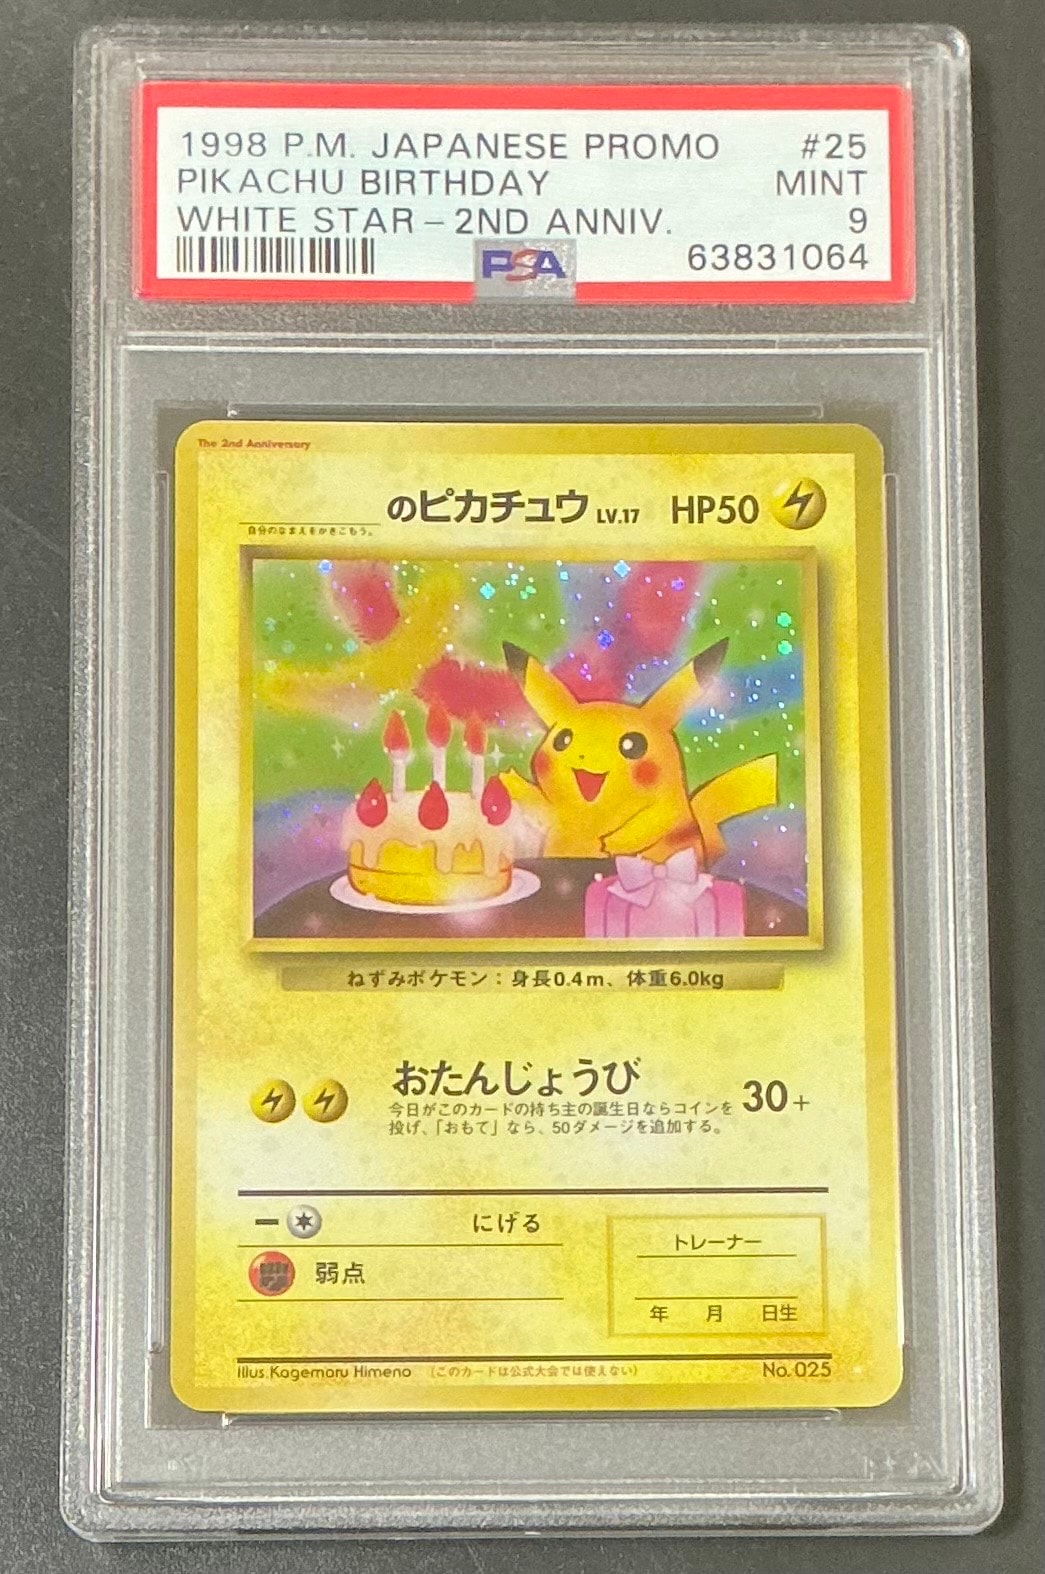 1998 P.M. JAPANESE PROMO #25
PIKACHU BIRTHDAY MINT
WHITE STAR – 2ND ANNIV. 9
PSA 63831064
The 2nd Anniversary
のピカチュウ LV.17 HP50
自分のなまえをかきこもう。
ねずみポケモン：身長0.4m、体重6.0kg
おたんじょうび 30+
今日がこのカードの持ち主の誕生日ならコインを
投げ、「おもて」なら、50ダメージを追加する。
にげる
弱点
トレーナー
年 月 日生
Illus.Kagemaru Himeno (このカードは公式大会では使えない) No. 025